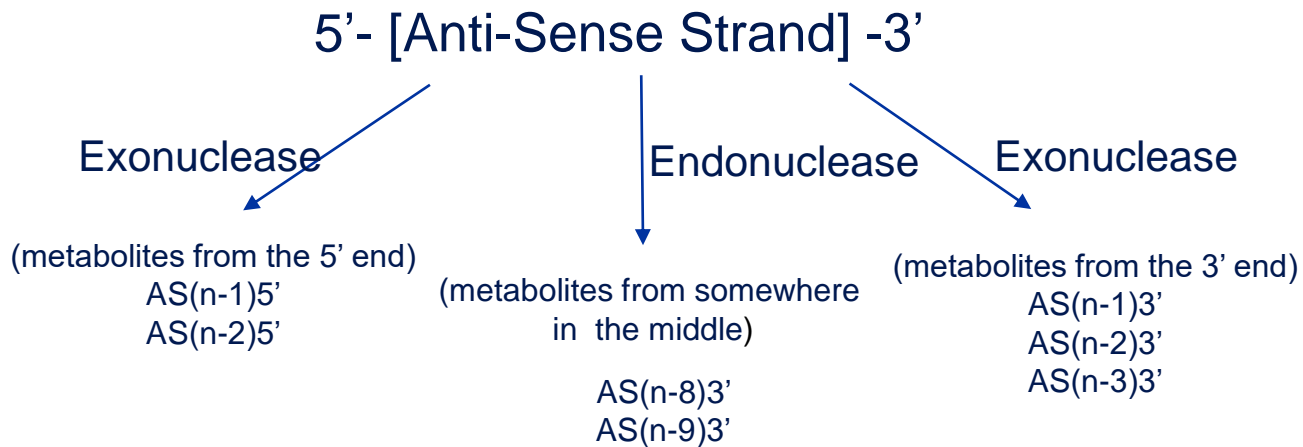 5’- [Anti-Sense Strand] -3’
Exonuclease
Endonuclease
Exonuclease
(metabolites from the 5’ end)
AS(n-1)5’
AS(n-2)5’
(metabolites from somewhere
in the middle)
AS(n-8)3’
AS(n-9)3’
(metabolites from the 3’ end)
AS(n-1)3’
AS(n-2)3’
AS(n-3)3’